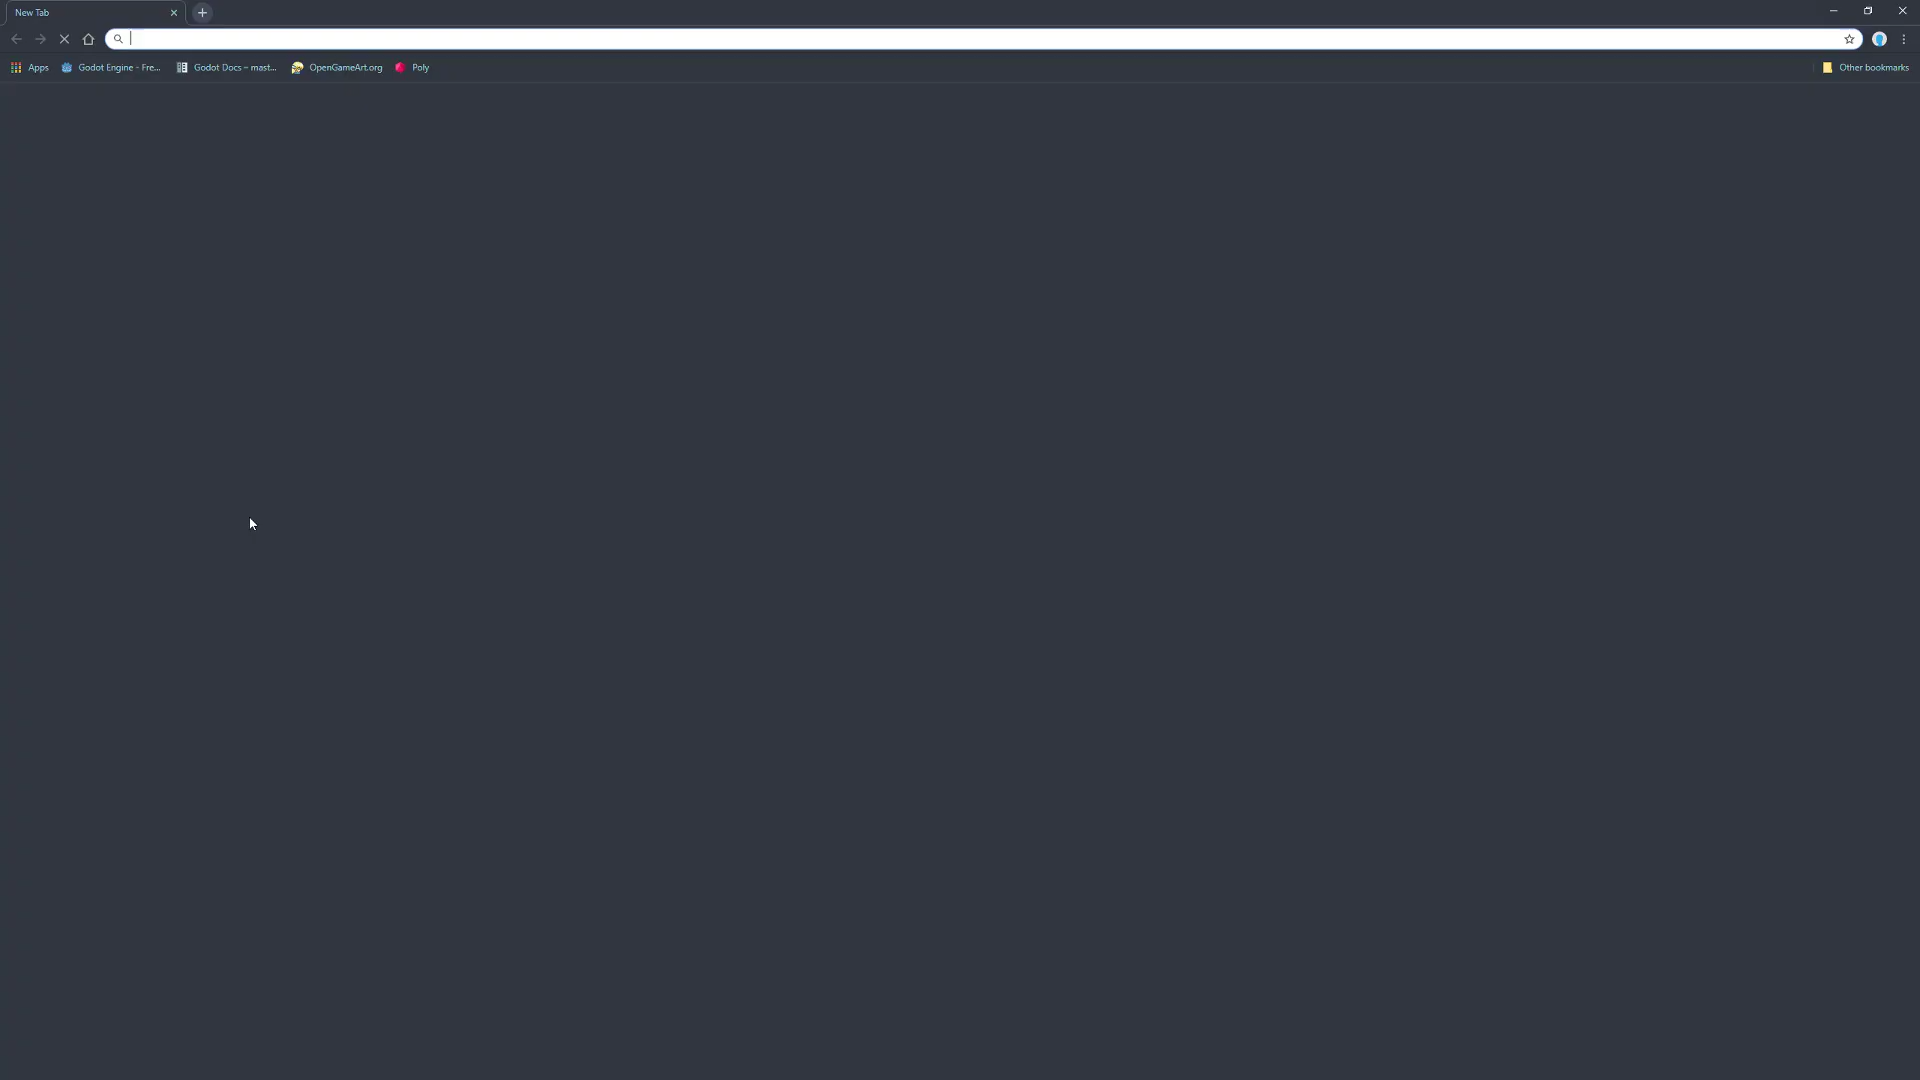 New Tab
Apps Godot Engine - Fre... Godot Docs – mast... OpenGameArt.org Poly Other bookmarks